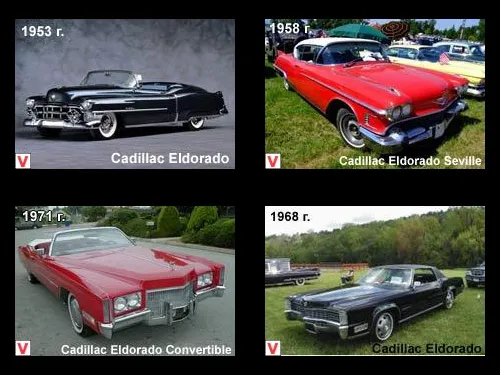 1953 г.
1958 г.
V
Cadillac Eldorado
V
Cadillac Eldorado Seville
1971 г.
1968 г.
V
Cadillac Eldorado Convertible
V
Cadillac Eldorado